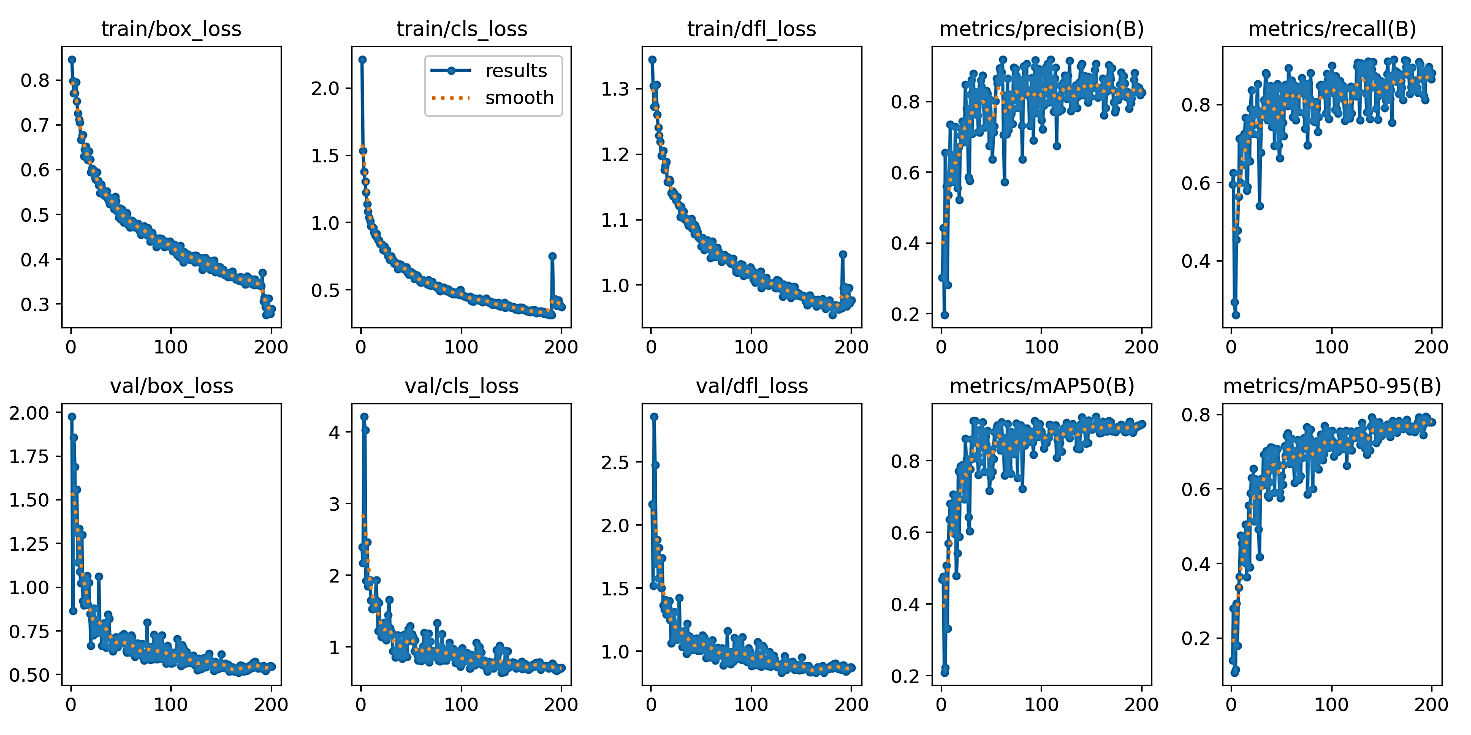 train/box_loss
0.8
0.7
0.6
0.5
0.4
0.3
0 100 200
train/cls_loss
results
smooth
2.0
1.5
1.0
0.5
0 100 200
train/dfl_loss
1.3
1.2
1.1
1.0
0 100 200
metrics/precision(B)
0.8
0.6
0.4
0.2
0 100 200
metrics/recall(B)
0.8
0.6
0.4
0 100 200
val/box_loss
2.00
1.75
1.50
1.25
1.00
0.75
0.50
0 100 200
val/cls_loss
4
3
2
1
0 100 200
val/dfl_loss
2.5
2.0
1.5
1.0
0 100 200
metrics/mAP50(B)
0.8
0.6
0.4
0.2
0 100 200
metrics/mAP50-95(B)
0.8
0.6
0.4
0.2
0 100 200